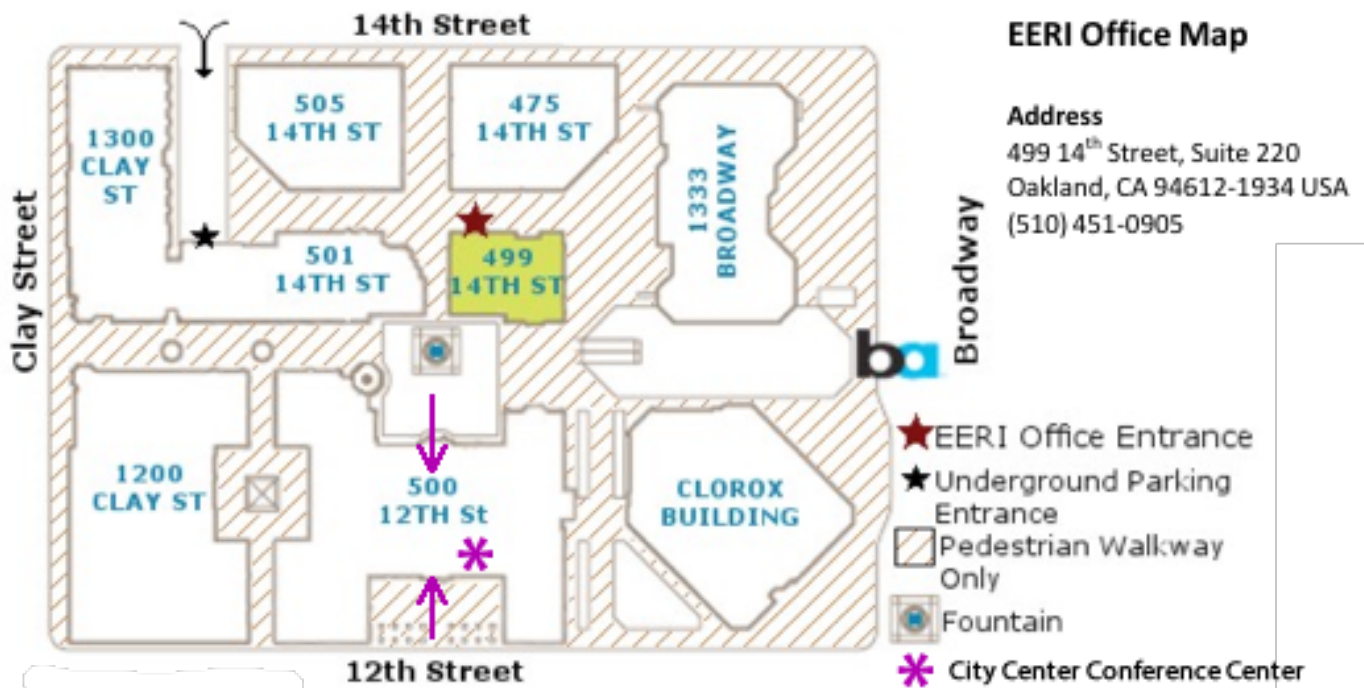 14th Street
EERI Office Map
Address
499 14th Street, Suite 220
Oakland, CA 94612-1934 USA
(510) 451-0905
1300
CLAY
ST
505
14TH ST
475
14TH ST
1333
BROADWAY
501
14TH ST
499
14TH ST
Clay Street
Broadway
ba
1200
CLAY ST
500
12TH St
CLOROX
BUILDING
12th Street
EERI Office Entrance
Underground Parking
Entrance
Pedestrian Walkway
Only
Fountain
City Center Conference Center